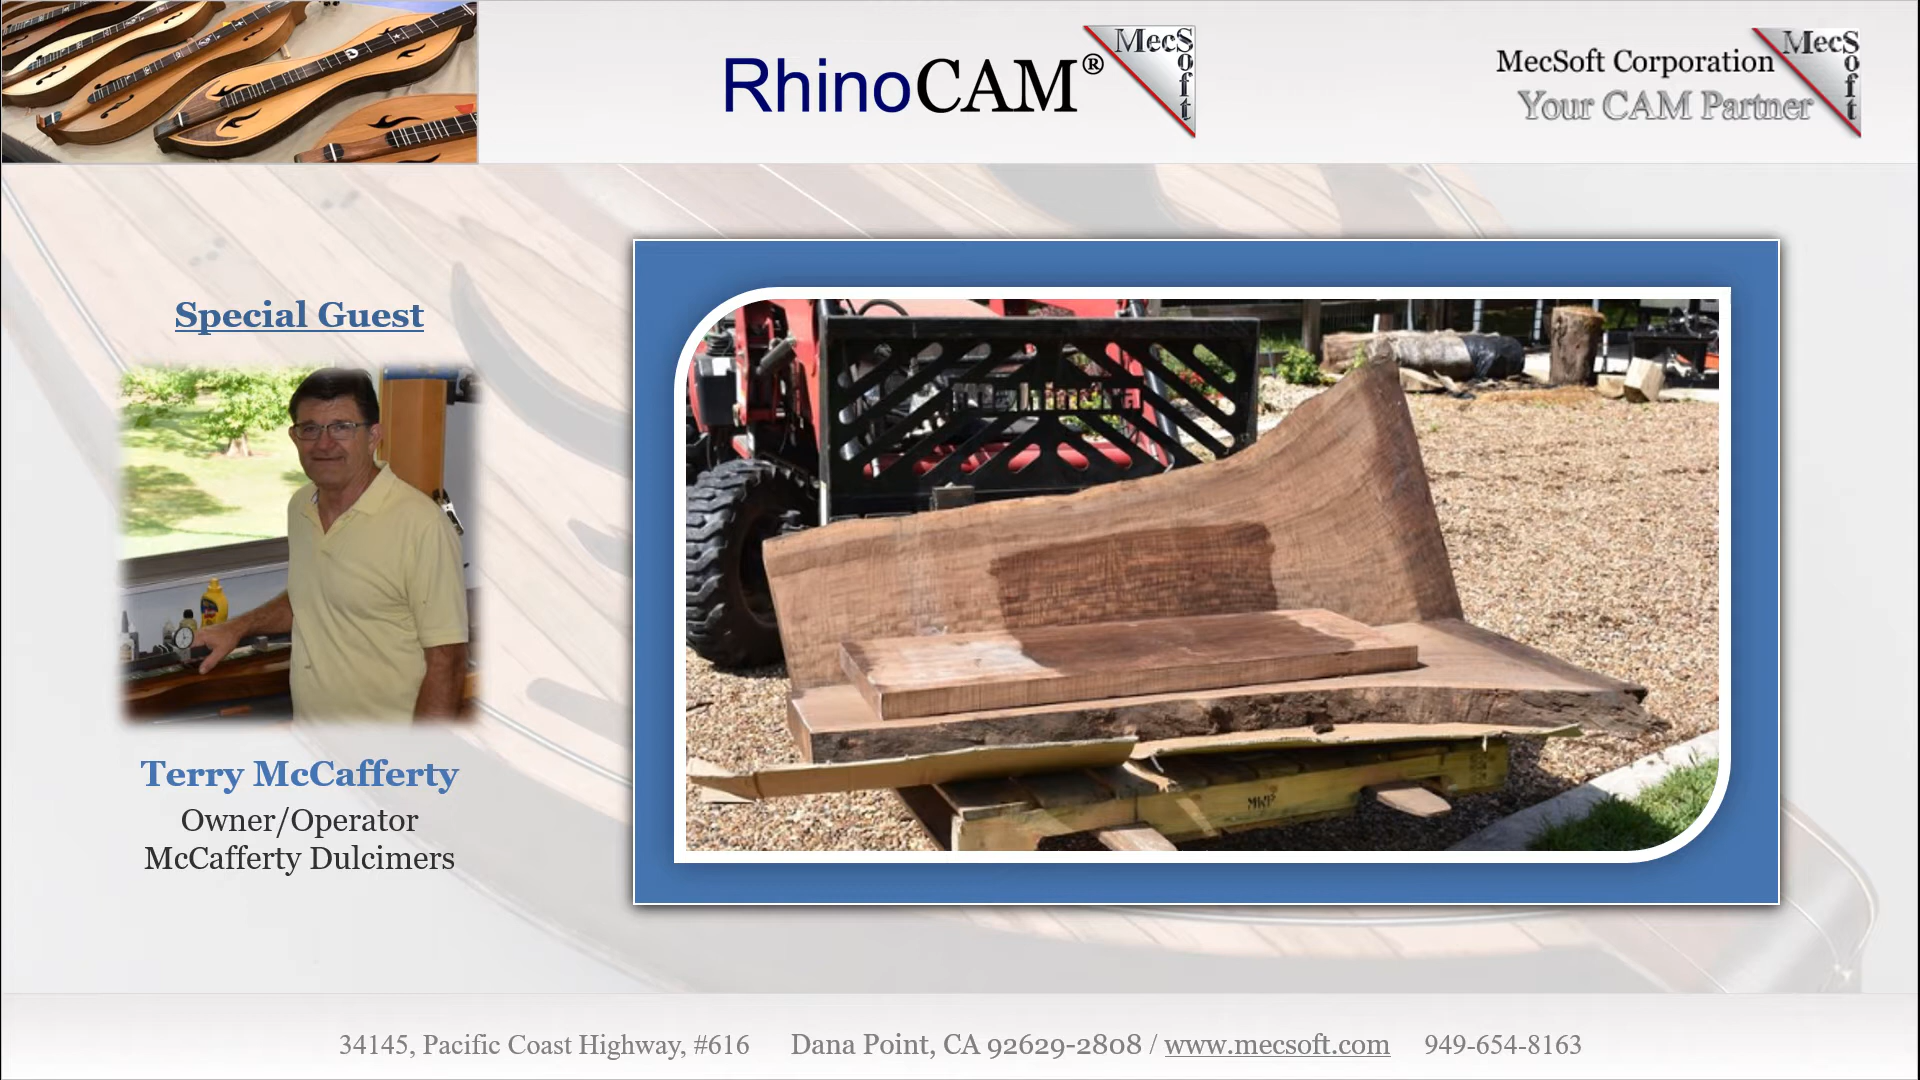 RhinoCAM®
MecSoft
MecSoft Corporation
Your CAM Partner
MecSoft
Special Guest
Mahindra
MWP
Terry McCafferty
Owner/Operator
McCafferty Dulcimers
34145, Pacific Coast Highway, #616 Dana Point, CA 92629-2808 / www.mecsoft.com 949-654-8163